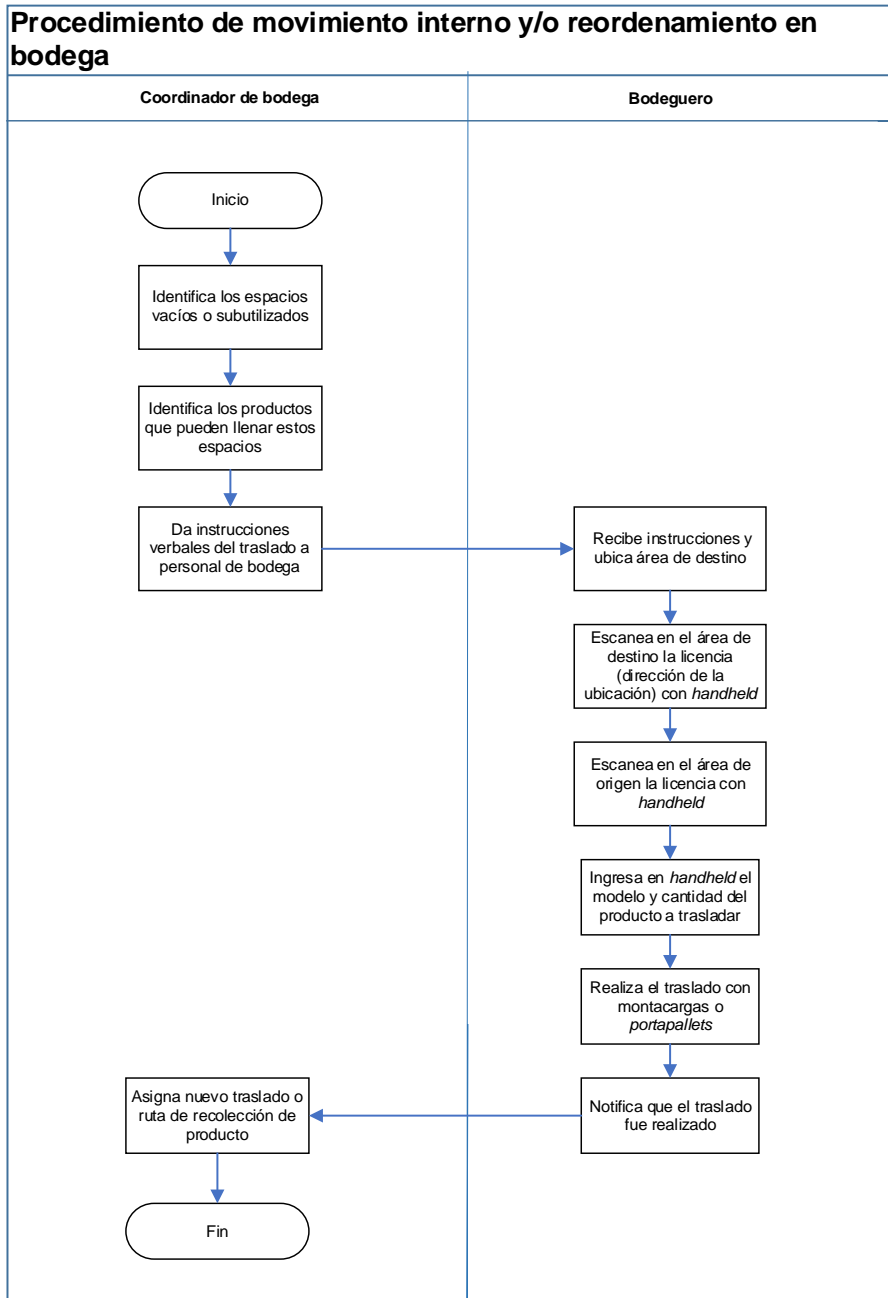 Procedimiento de movimiento interno y/o reordenamiento en
bodega
Coordinador de bodega
Bodeguero
Inicio
Identifica los espacios
vacíos o subutilizados
Identifica los productos
que pueden llenar estos
espacios
Da instrucciones
verbales del traslado a
personal de bodega
Recibe instrucciones y
ubica área de destino
Escanea en el área de
destino la licencia
(dirección de la
ubicación) con handheld
Escanea en el área de
origen la licencia con
handheld
Ingresa en handheld el
modelo y cantidad del
producto a trasladar
Realiza el traslado con
montacargas o
portapallets
Notifica que el traslado
fue realizado
Asigna nuevo traslado o
ruta de recolección de
producto
Fin